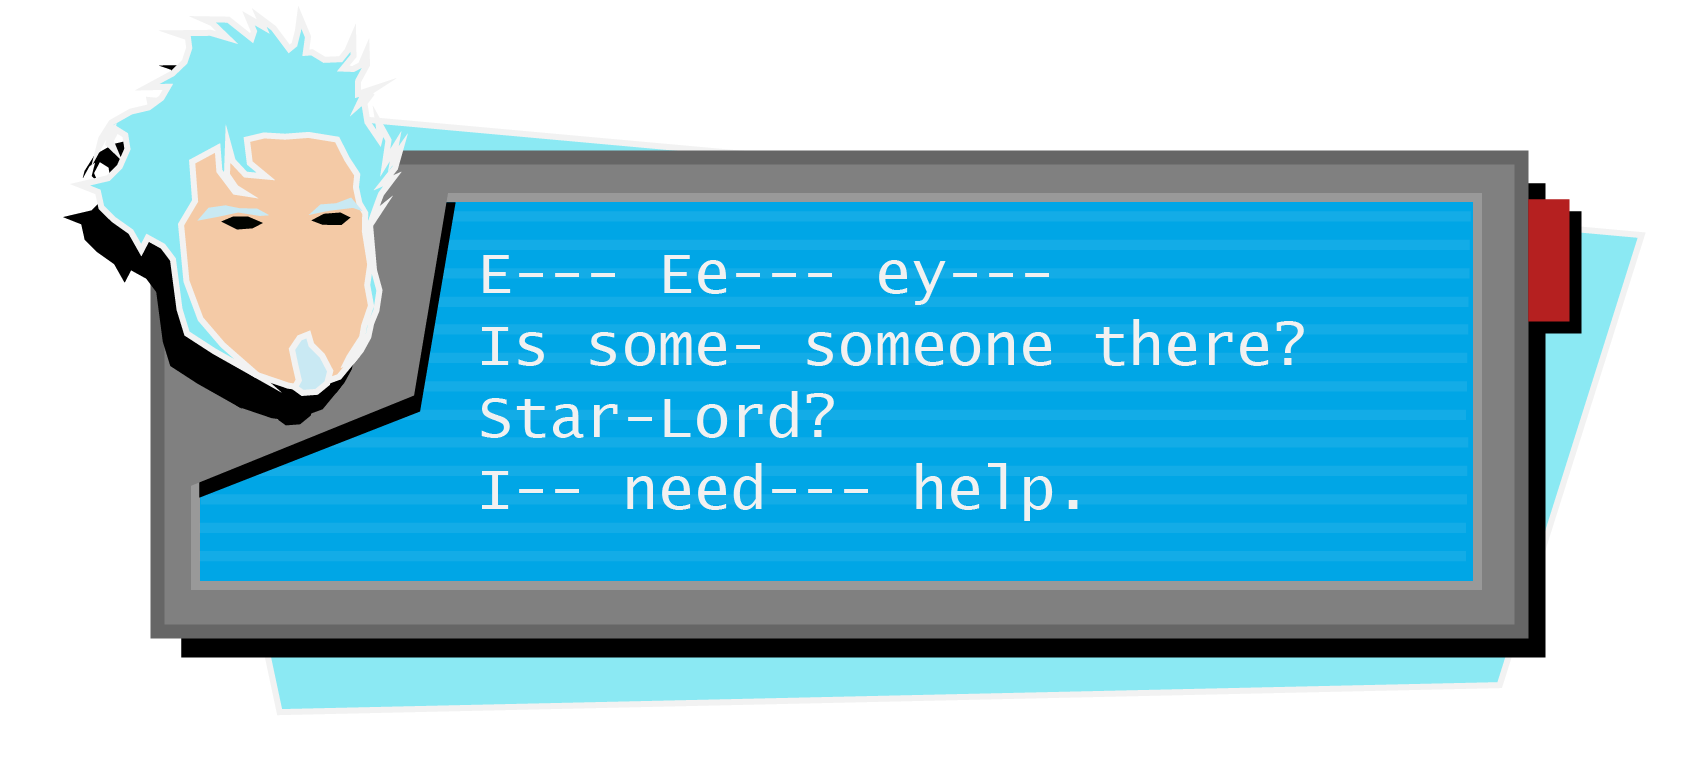 E--- Ee--- ey---
Is some- someone there?
Star-Lord?
I-- need--- help.